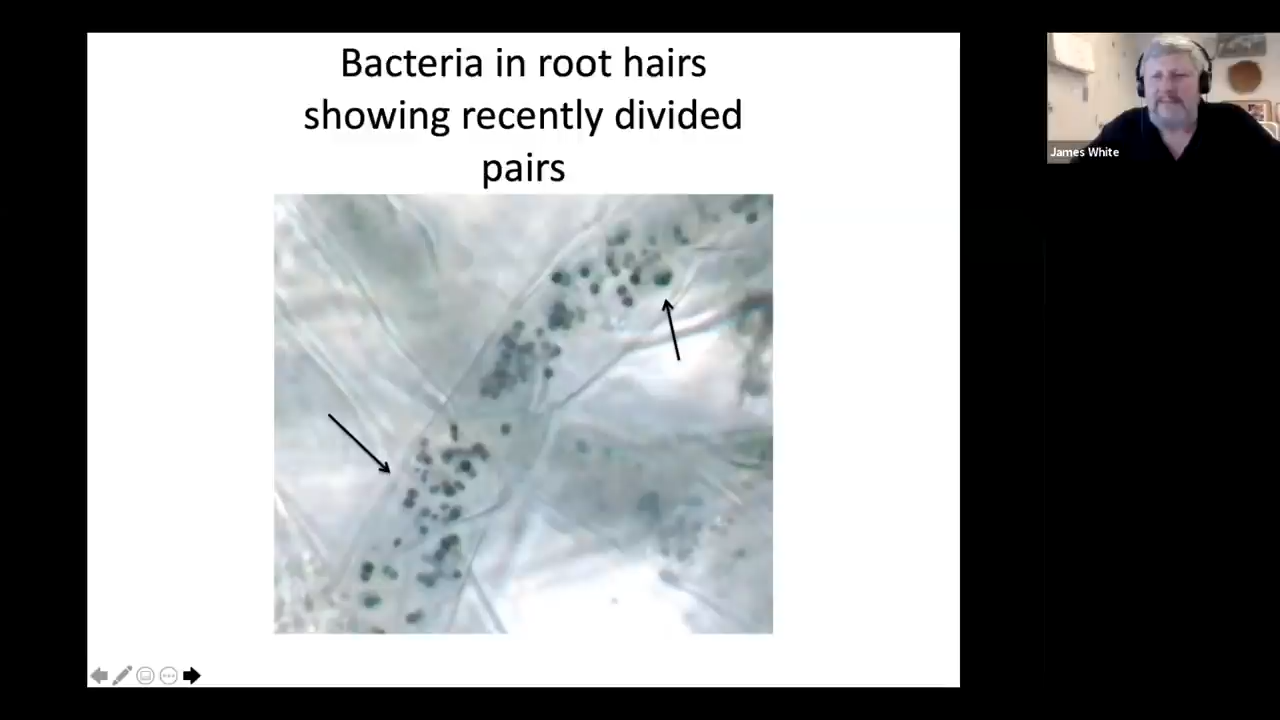 Bacteria in root hairs
showing recently divided
pairs
James White